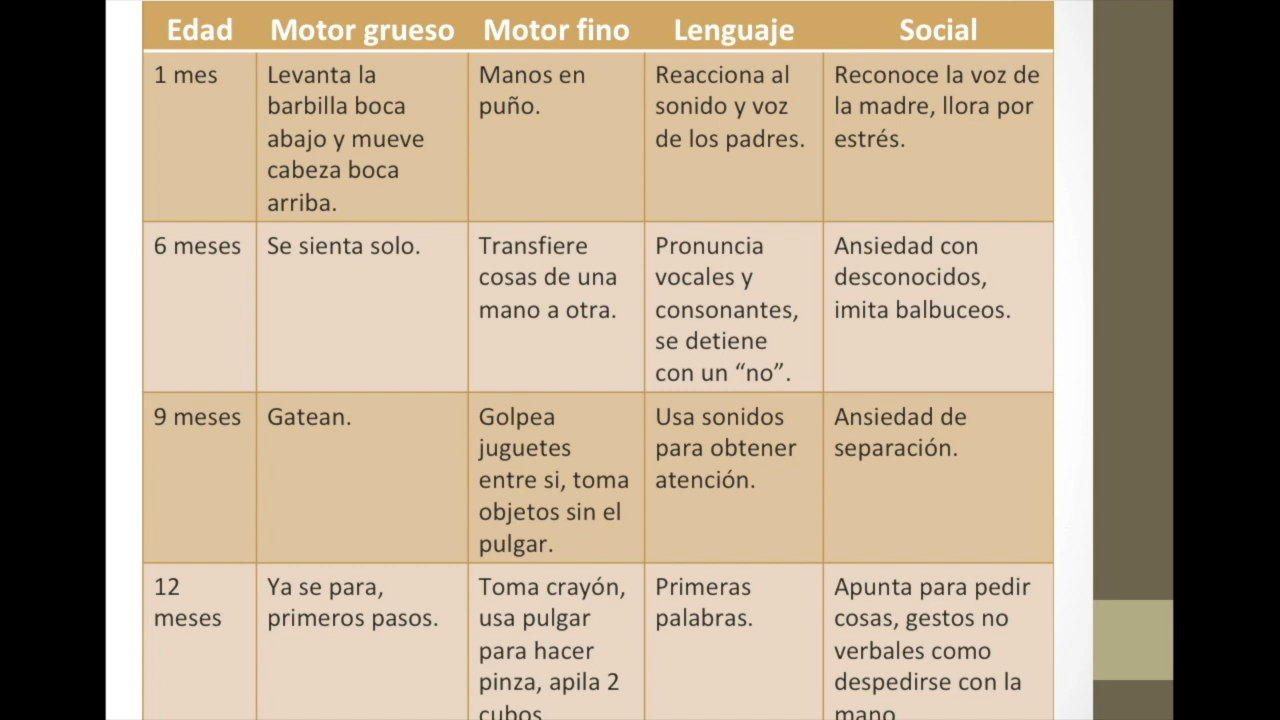 Edad Motor grueso Motor fino Lenguaje Social
1 mes
Levanta la
barbilla boca
abajo y mueve
cabeza boca
arriba.
Manos en
puño.
Reacciona al
sonido y voz
de los padres.
Reconoce la voz de
la madre, llora por
estrés.
6 meses
Se sienta solo.
Transfiere
cosas de una
mano a otra.
Pronuncia
vocales y
consonantes,
se detiene
con un “no”.
Ansiedad con
desconocidos,
imita balbuceos.
9 meses
Gatean.
Golpea
juguetes
entre si, toma
objetos sin el
pulgar.
Usa sonidos
para obtener
atención.
Ansiedad de
separación.
12
meses
Ya se para,
primeros pasos.
Toma crayón,
usa pulgar
para hacer
pinza, apila 2
cubos
Primeras
palabras.
Apunta para pedir
cosas, gestos no
verbales como
despedirse con la
mano